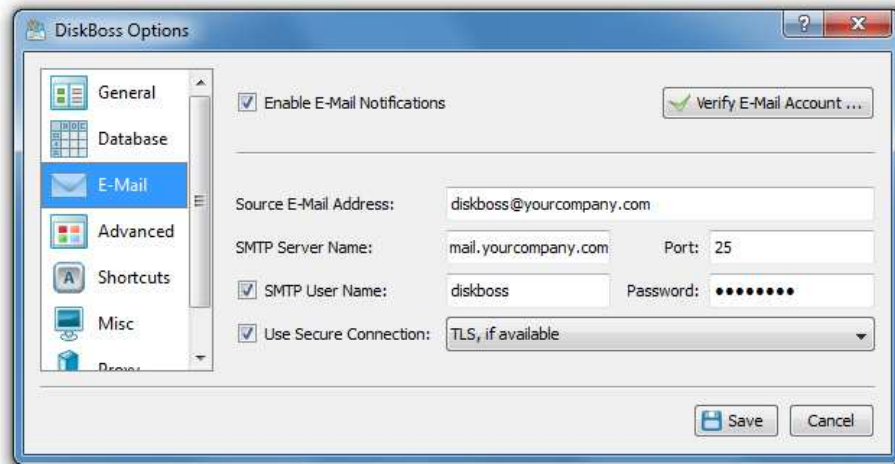 DiskBoss Options
General
Database
E-Mail
Advanced
Shortcuts
Misc
Proxy
Enable E-Mail Notifications
Verify E-Mail Account ...
Source E-Mail Address: diskboss@yourcompany.com
SMTP Server Name: mail.yourcompany.com Port: 25
SMTP User Name: diskboss Password: ••••••••
Use Secure Connection: TLS, if available
Save Cancel